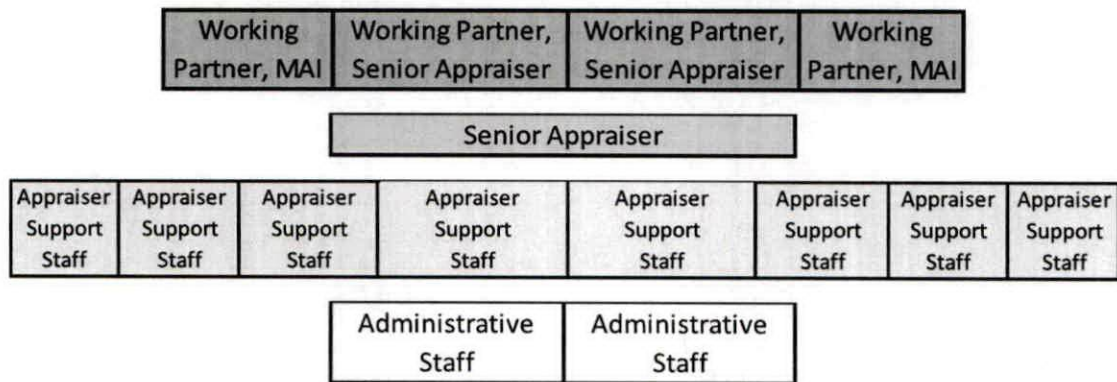 Working
Partner, MAI
Working Partner,
Senior Appraiser
Working Partner,
Senior Appraiser
Working
Partner, MAI
Senior Appraiser
Appraiser
Support
Staff
Appraiser
Support
Staff
Appraiser
Support
Staff
Appraiser
Support
Staff
Appraiser
Support
Staff
Appraiser
Support
Staff
Appraiser
Support
Staff
Appraiser
Support
Staff
Administrative
Staff
Administrative
Staff